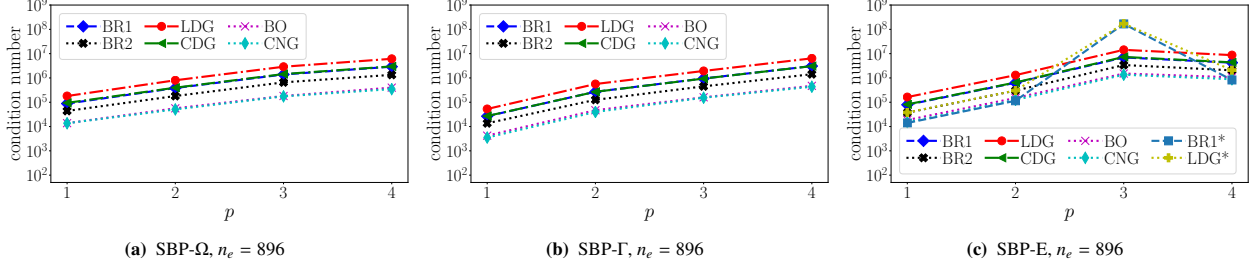 condition number
10^9
10^8
10^7
10^6
10^5
10^4
10^3
10^2
BR1 LDG BO
BR2 CDG CNG
1 2 3 4
p
(a) SBP-Ω, n_e = 896
condition number
10^9
10^8
10^7
10^6
10^5
10^4
10^3
10^2
BR1 LDG BO
BR2 CDG CNG
1 2 3 4
p
(b) SBP-Γ, n_e = 896
condition number
10^9
10^8
10^7
10^6
10^5
10^4
10^3
10^2
BR1 LDG BO BR1*
BR2 CDG CNG LDG*
1 2 3 4
p
(c) SBP-E, n_e = 896